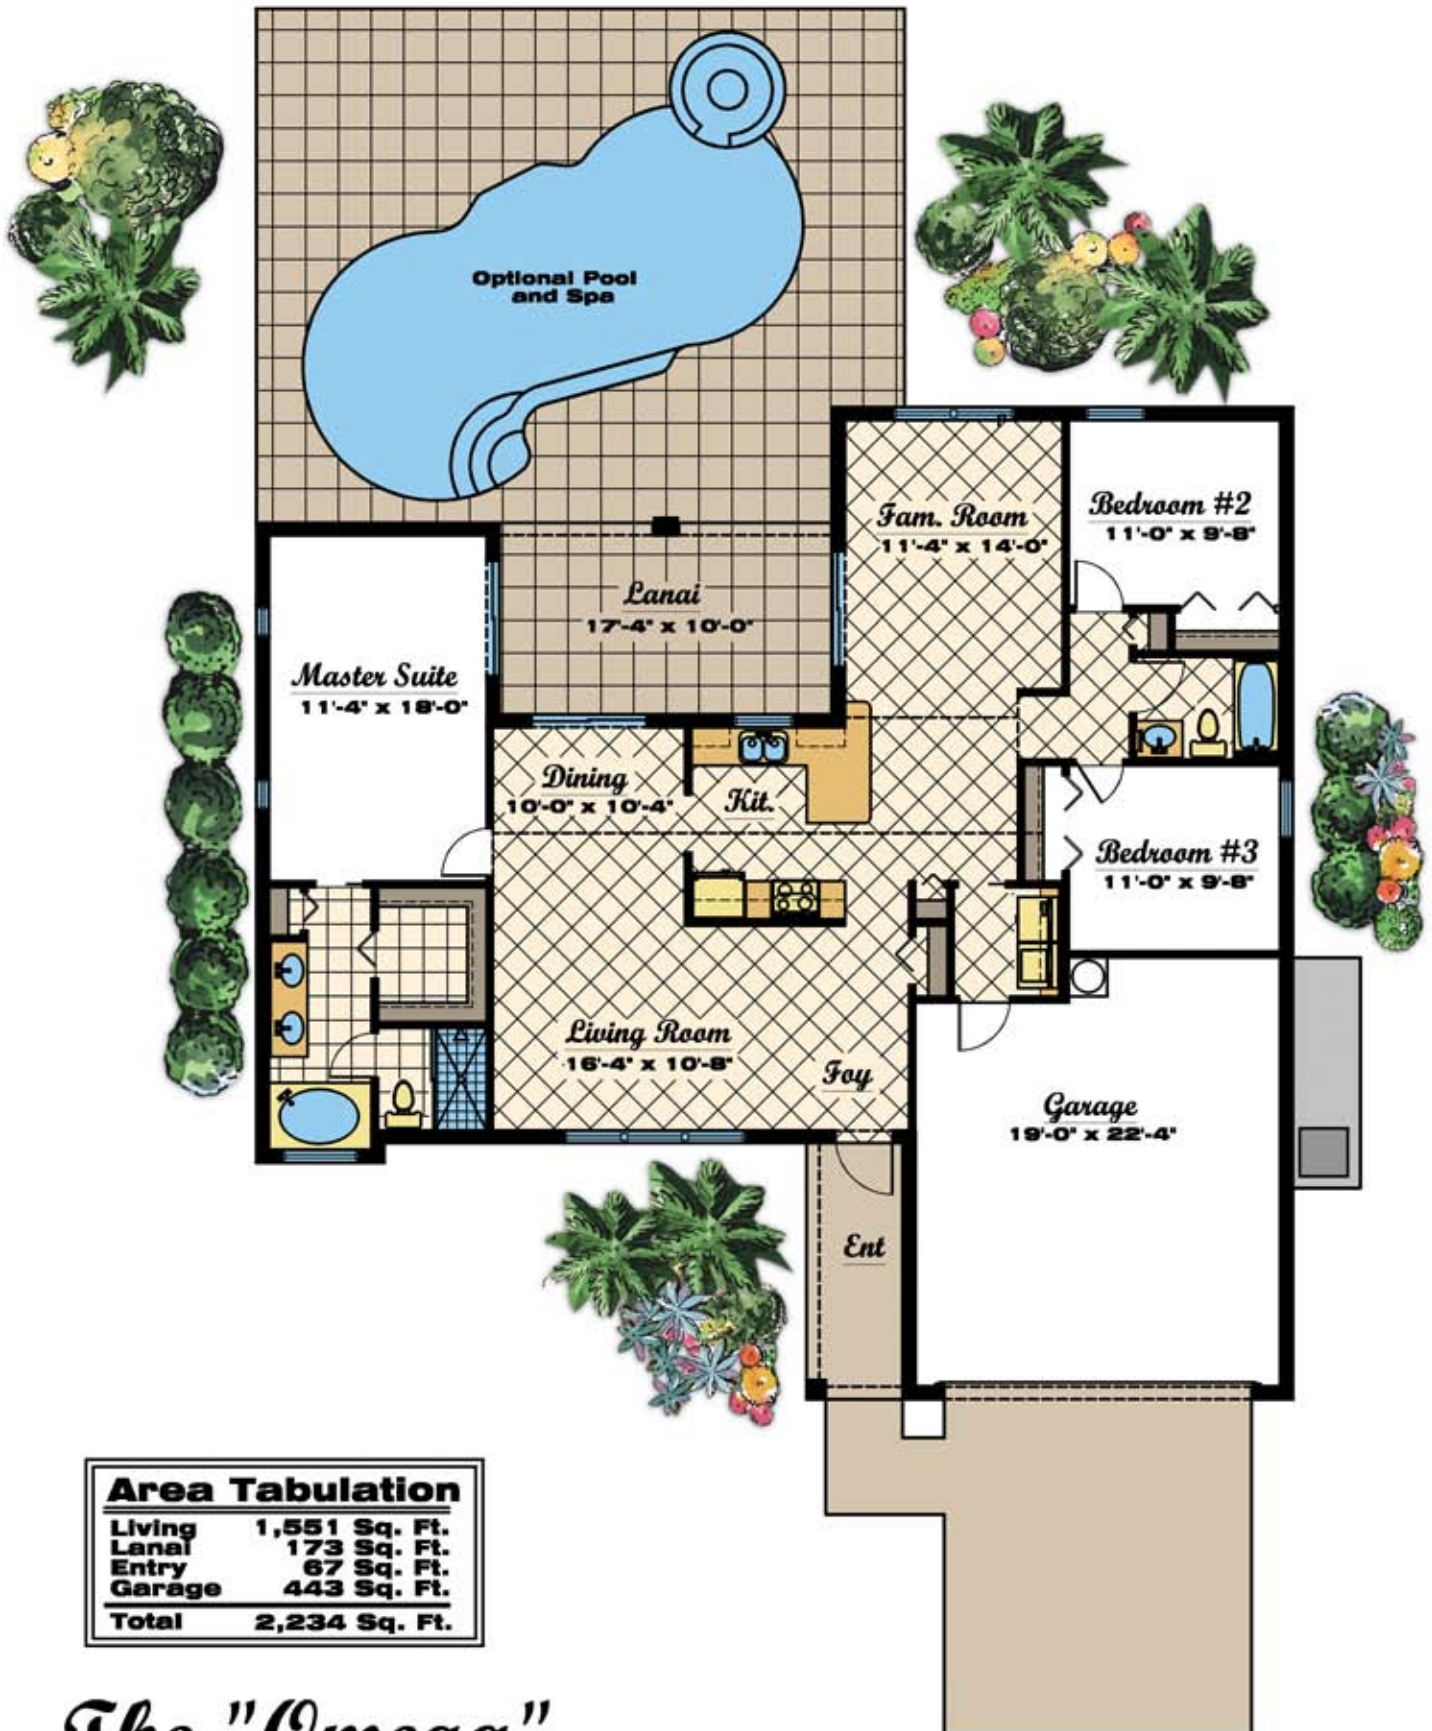 Optional Pool
and Spa
Fam. Room
11'-4" x 14'-0"
Bedroom #2
11'-0" x 9'-8"
Lanai
17'-4" x 10'-0"
Master Suite
11'-4" x 18'-0"
Dining
10'-0" x 10'-4"
Kit.
Bedroom #3
11'-0" x 9'-8"
Living Room
16'-4" x 10'-8"
Foy
Garage
19'-0" x 22'-4"
Ent
Area Tabulation
Living 1,551 Sq. Ft.
Lanai 173 Sq. Ft.
Entry 67 Sq. Ft.
Garage 443 Sq. Ft.
Total 2,234 Sq. Ft.
The "Omega"